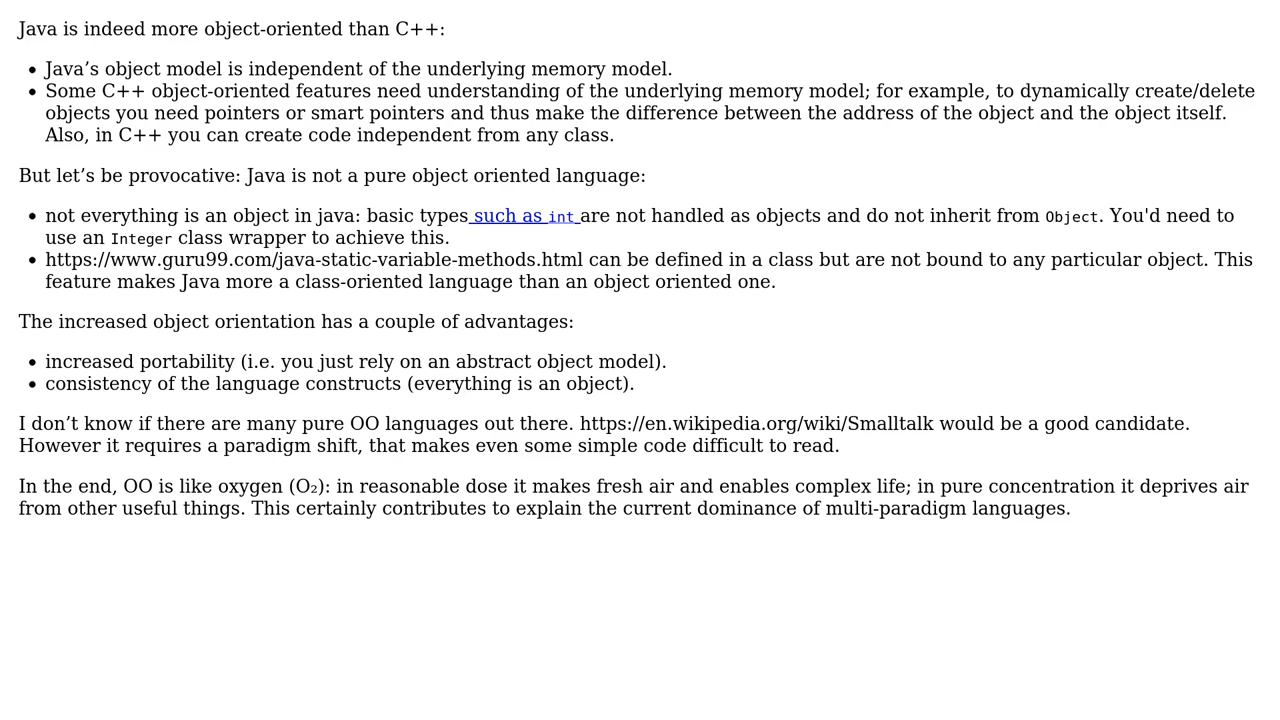 Java is indeed more object-oriented than C++:
• Java’s object model is independent of the underlying memory model.
• Some C++ object-oriented features need understanding of the underlying memory model; for example, to dynamically create/delete
objects you need pointers or smart pointers and thus make the difference between the address of the object and the object itself.
Also, in C++ you can create code independent from any class.
But let’s be provocative: Java is not a pure object oriented language:
• not everything is an object in java: basic types such as int are not handled as objects and do not inherit from Object. You'd need to
use an Integer class wrapper to achieve this.
• https://www.guru99.com/java-static-variable-methods.html can be defined in a class but are not bound to any particular object. This
feature makes Java more a class-oriented language than an object oriented one.
The increased object orientation has a couple of advantages:
• increased portability (i.e. you just rely on an abstract object model).
• consistency of the language constructs (everything is an object).
I don’t know if there are many pure OO languages out there. https://en.wikipedia.org/wiki/Smalltalk would be a good candidate.
However it requires a paradigm shift, that makes even some simple code difficult to read.
In the end, OO is like oxygen (O₂): in reasonable dose it makes fresh air and enables complex life; in pure concentration it deprives air
from other useful things. This certainly contributes to explain the current dominance of multi-paradigm languages.